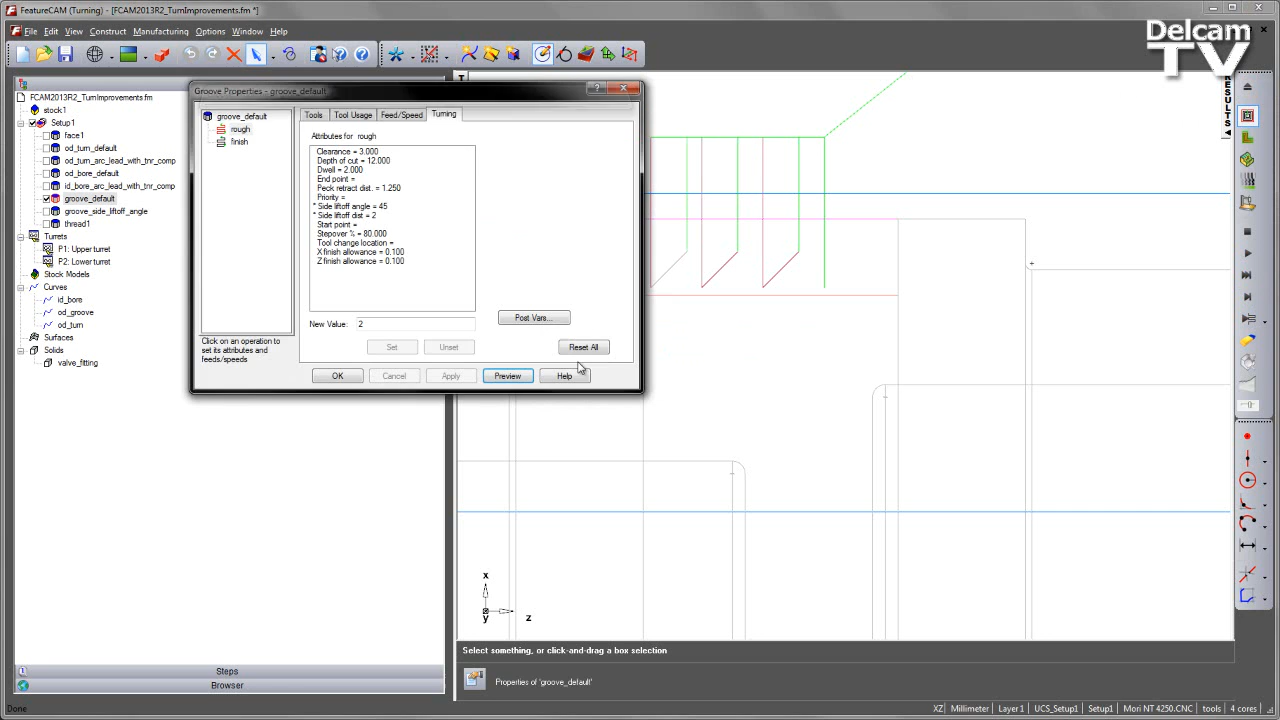 FeatureCAM (Turning) - [FCAM2013R2_TurnImprovements.fm *]
File Edit View Construct Manufacturing Options Window Help
Delcam
TV
FCAM2013R2_TurnImprovements.fm
stock1
Setup1
face1
od_turn_default
od_turn_arc_lead_with_tnr_comp
od_bore_default
id_bore_arc_lead_with_tnr_comp
groove_default
groove_side_liftoff_angle
thread1
Turrets
P1: Upper turret
P2: Lower turret
Stock Models
Curves
id_bore
od_groove
od_turn
Surfaces
Solids
valve_fitting
Groove Properties - groove_default
groove_default
rough
finish
Click on an operation to
set its attributes and
feeds/speeds
Tools Tool Usage Feed/Speed Turning
Attributes for rough
Clearance = 3.000
Depth of cut = 12.000
Dwell = 2.000
End point =
Peck retract dist. = 1.250
Priority =
* Side liftoff angle = 45
* Side liftoff dist = 2
Start point =
Stepover % = 80.000
Tool change location =
X finish allowance = 0.100
Z finish allowance = 0.100
New Value: 2
Post Vars...
Set Unset Reset All
OK Cancel Apply Preview Help
T
RESULTS
x
y
z
Steps
Browser
Select something, or click-and-drag a box selection
Properties of 'groove_default'
Done
XZ Millimeter Layer1 UCS_Setup1 Setup1 Mori NT 4250.CNC tools 4 cores